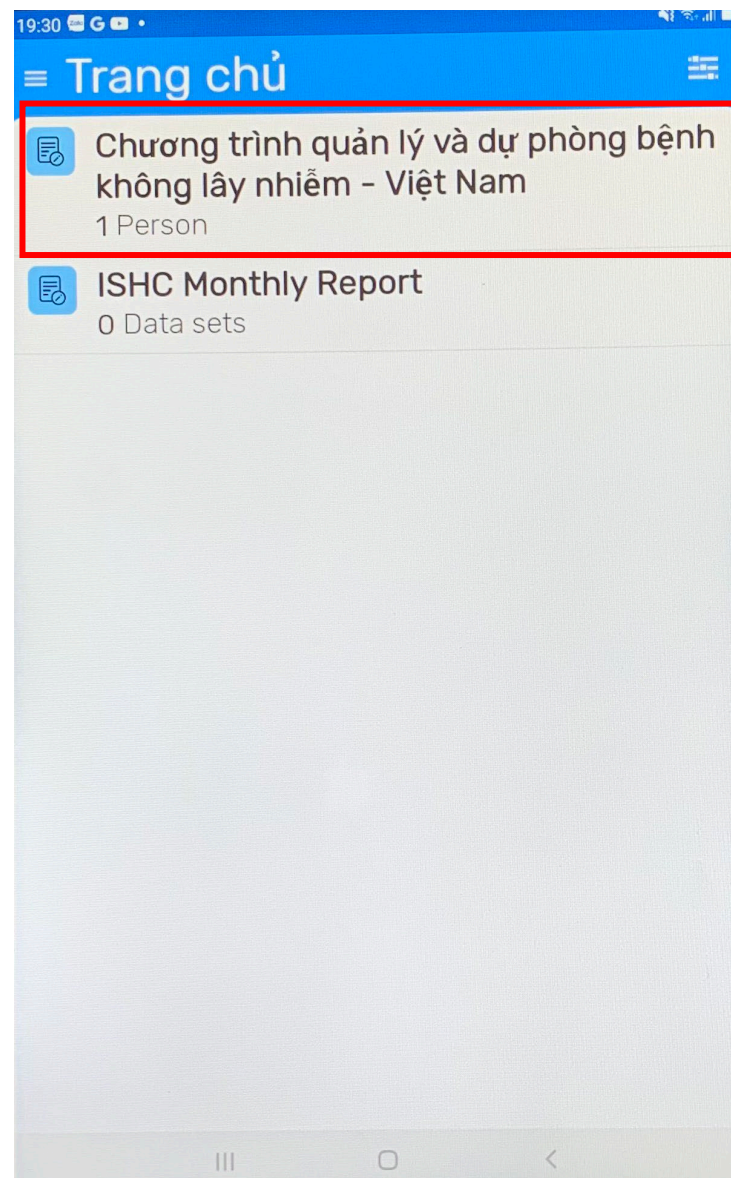 19:30
Trang chủ
Chương trình quản lý và dự phòng bệnh
không lây nhiễm - Việt Nam
1 Person
ISHC Monthly Report
0 Data sets